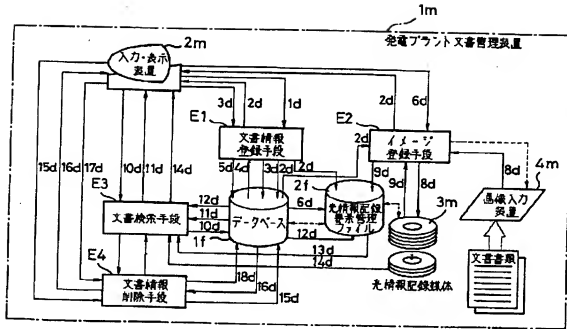 1m
発電プラント文書管理装置
2m
入力・表示
装置
3d
2d
1d
2d
6d
E1
文書情報
登録手段
E2
イメージ
登録手段
15d
16d
17d
10d
11d
14d
5d
4d
3d
2d
2d
2d
2f
9d
9d
8d
8d
4m
画像入力
装置
E3
文書検索手段
12d
11d
10d
1f
データベース
6d
12d
光情報記録
媒体管理
ファイル
3m
13d
14d
光情報記録媒体
文書書類
E4
文書情報
削除手段
18d
16d
15d